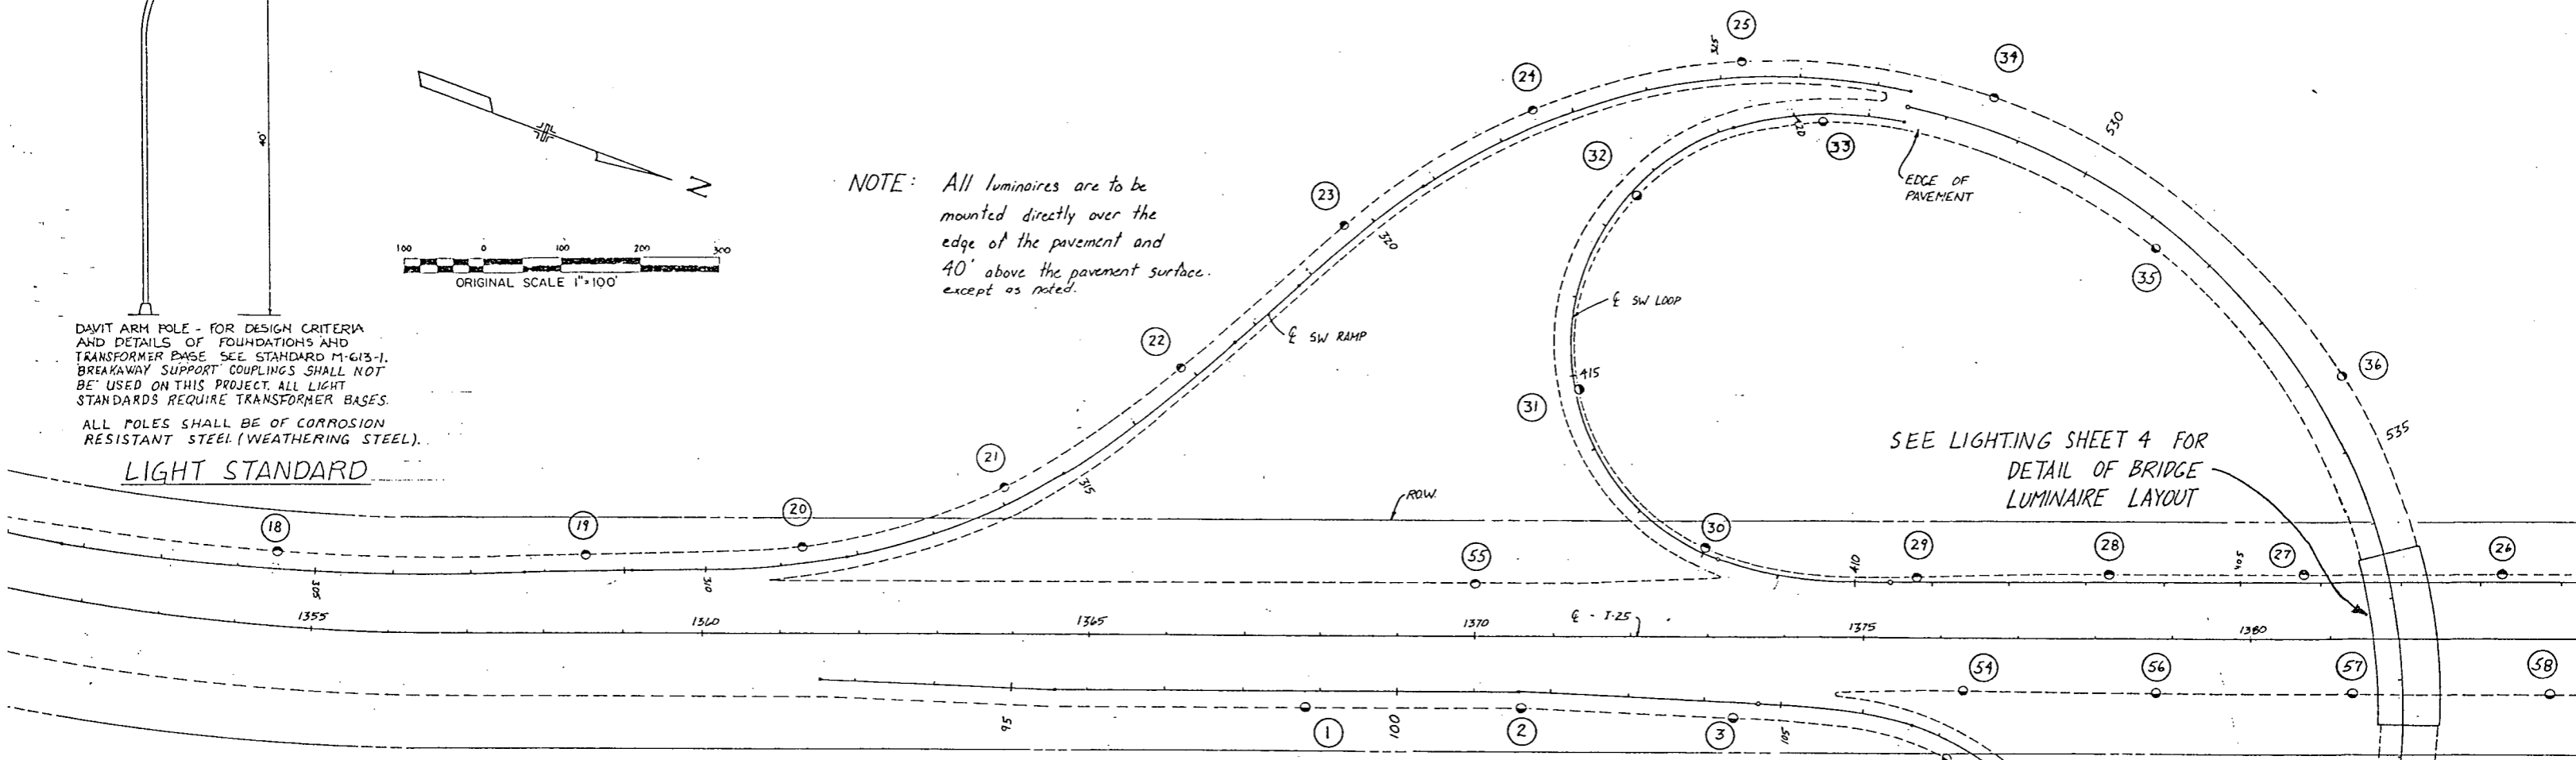 40'
DAVIT ARM POLE - FOR DESIGN CRITERIA
AND DETAILS OF FOUNDATIONS AND
TRANSFORMER BASE SEE STANDARD M-613-1.
BREAKAWAY SUPPORT COUPLINGS SHALL NOT
BE USED ON THIS PROJECT. ALL LIGHT
STANDARDS REQUIRE TRANSFORMER BASES.
ALL POLES SHALL BE OF CORROSION
RESISTANT STEEL (WEATHERING STEEL).
LIGHT STANDARD
N
100 0 100 200 300
ORIGINAL SCALE 1"=100'
NOTE: All luminaires are to be
mounted directly over the
edge of the pavement and
40' above the pavement surface.
except as noted.
25
34
24
325
530
32
33
420
EDGE OF
PAVEMENT
23
320
35
℄ SW LOOP
22
℄ SW RAMP
36
415
31
535
SEE LIGHTING SHEET 4 FOR
DETAIL OF BRIDGE
LUMINAIRE LAYOUT
21
315
R.O.W.
18
19
20
55
30
29
28
27
26
305
310
410
405
1355
1360
1365
1370
℄ - I-25
1375
1380
54
56
57
58
95
1
100
2
3
105